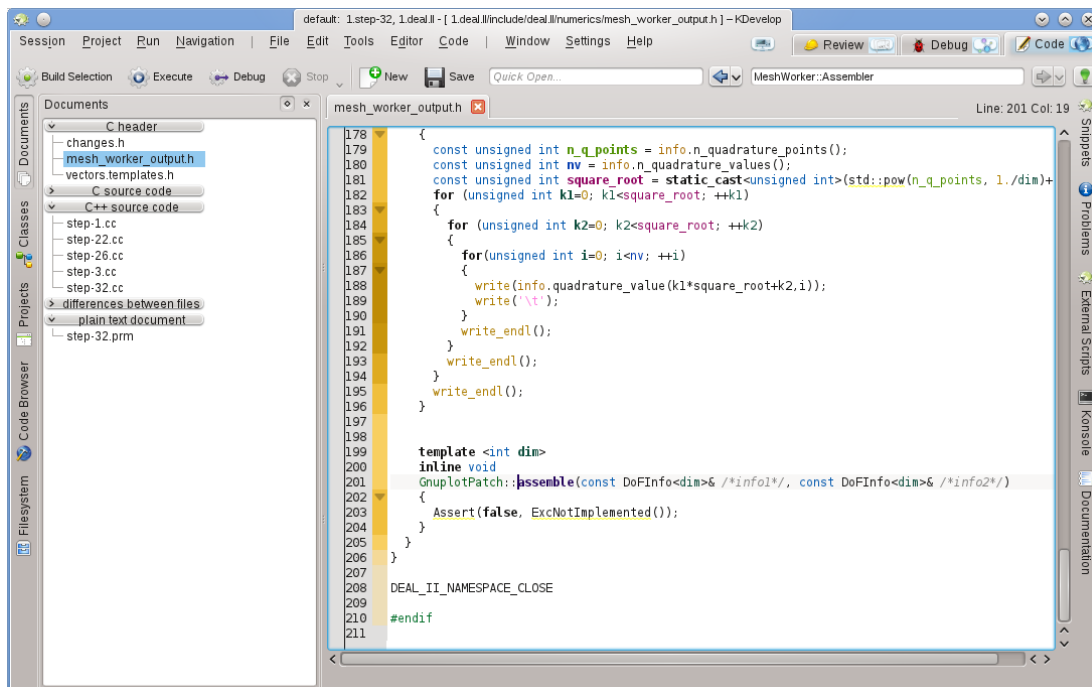 default: 1.step-32, 1.deal.II - [ 1.deal.II/include/deal.II/numerics/mesh_worker_output.h ] – KDevelop
Session Project Run Navigation | File Edit Tools Editor Code | Window Settings Help Review Debug Code
Build Selection Execute Debug Stop New Save Quick Open... MeshWorker::Assembler
Documents
Classes
Projects
Code Browser
Filesystem
Documents
C header
changes.h
mesh_worker_output.h
vectors.templates.h
C source code
C++ source code
step-1.cc
step-22.cc
step-26.cc
step-3.cc
step-32.cc
differences between files
plain text document
step-32.prm
mesh_worker_output.h Line: 201 Col: 19
178 {
179 const unsigned int n_q_points = info.n_quadrature_points();
180 const unsigned int nv = info.n_quadrature_values();
181 const unsigned int square_root = static_cast<unsigned int>(std::pow(n_q_points, 1./dim)+
182 for (unsigned int k1=0; k1<square_root; ++k1)
183 {
184 for (unsigned int k2=0; k2<square_root; ++k2)
185 {
186 for(unsigned int i=0; i<nv; ++i)
187 {
188 write(info.quadrature_value(k1*square_root+k2,i));
189 write('\t');
190 }
191 write_endl();
192 }
193 write_endl();
194 }
195 write_endl();
196 }
197
198
199 template <int dim>
200 inline void
201 GnuplotPatch::assemble(const DoFInfo<dim>& /*info1*/, const DoFInfo<dim>& /*info2*/)
202 {
203 Assert(false, ExcNotImplemented());
204 }
205 }
206 }
207
208 DEAL_II_NAMESPACE_CLOSE
209
210 #endif
211
Snippets
Problems
External Scripts
Konsole
Documentation